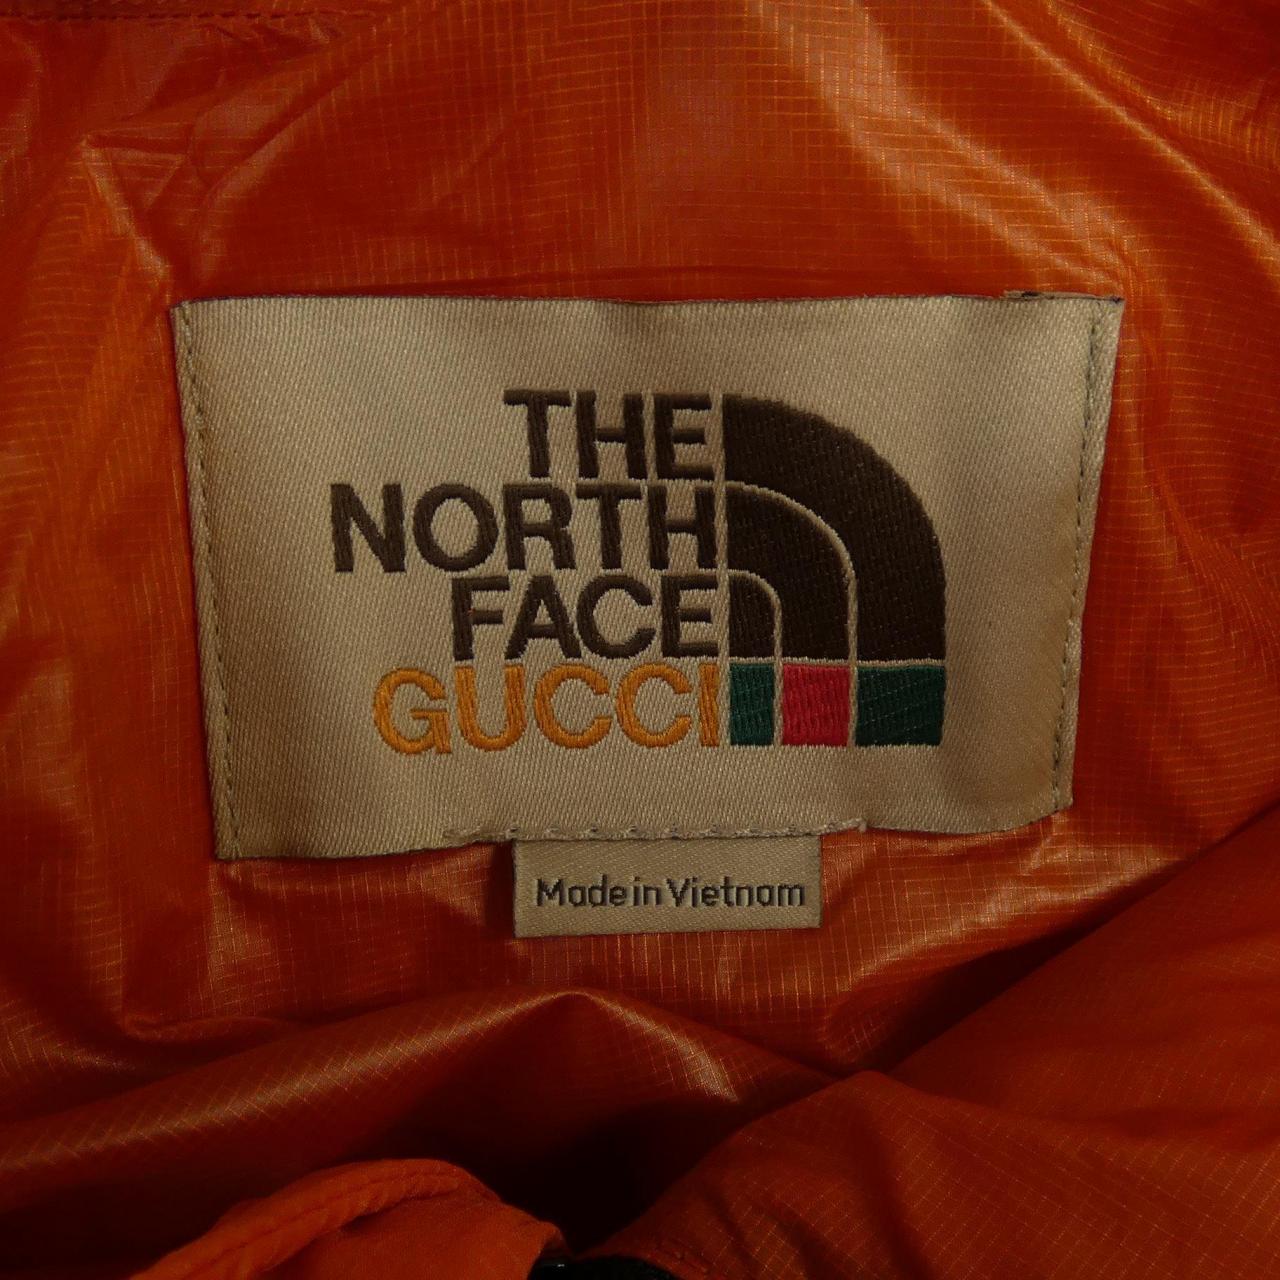 THE
NORTH
FACE
GUCCI
Made in Vietnam